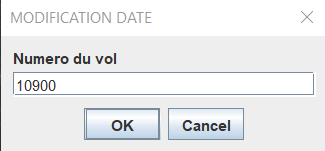 MODIFICATION DATE
Numero du vol
10900
OK Cancel